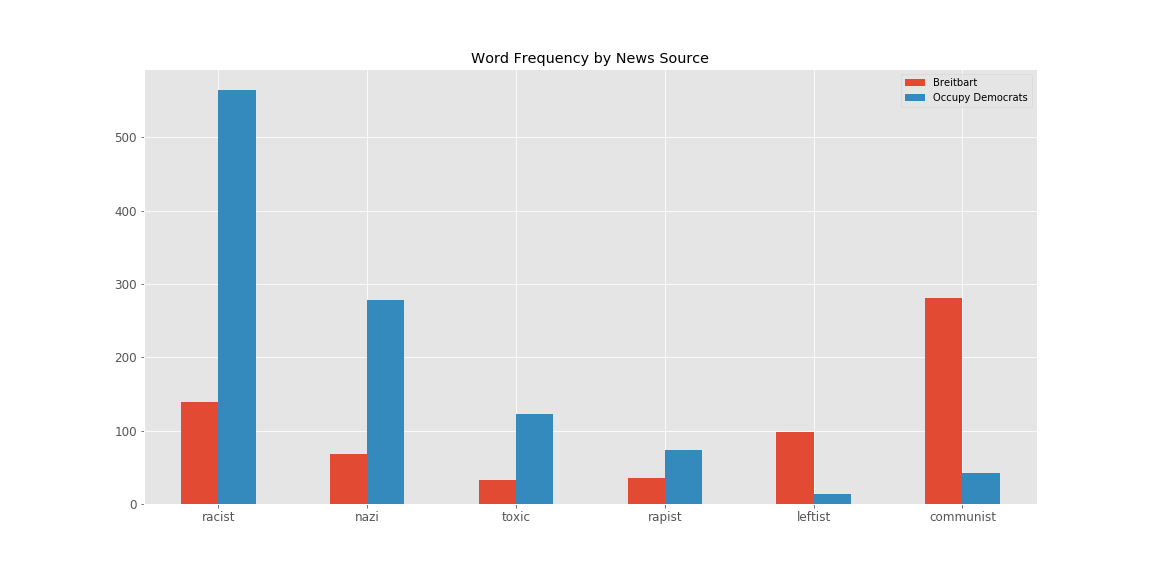 Word Frequency by News Source
Breitbart
Occupy Democrats
500
400
300
200
100
0
racist nazi toxic rapist leftist communist